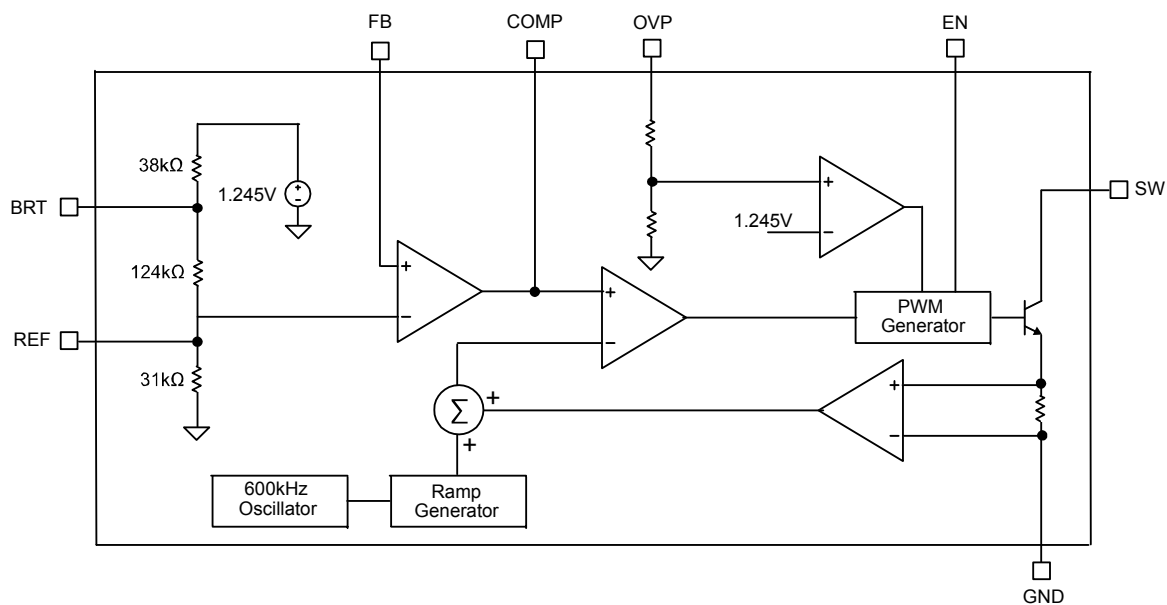 FB
COMP
OVP
EN
38kΩ
1.245V
BRT
SW
+
-
+
-
1.245V
124kΩ
+
-
+
-
PWM
Generator
REF
31kΩ
Σ
+
+
+
-
600kHz
Oscillator
Ramp
Generator
GND